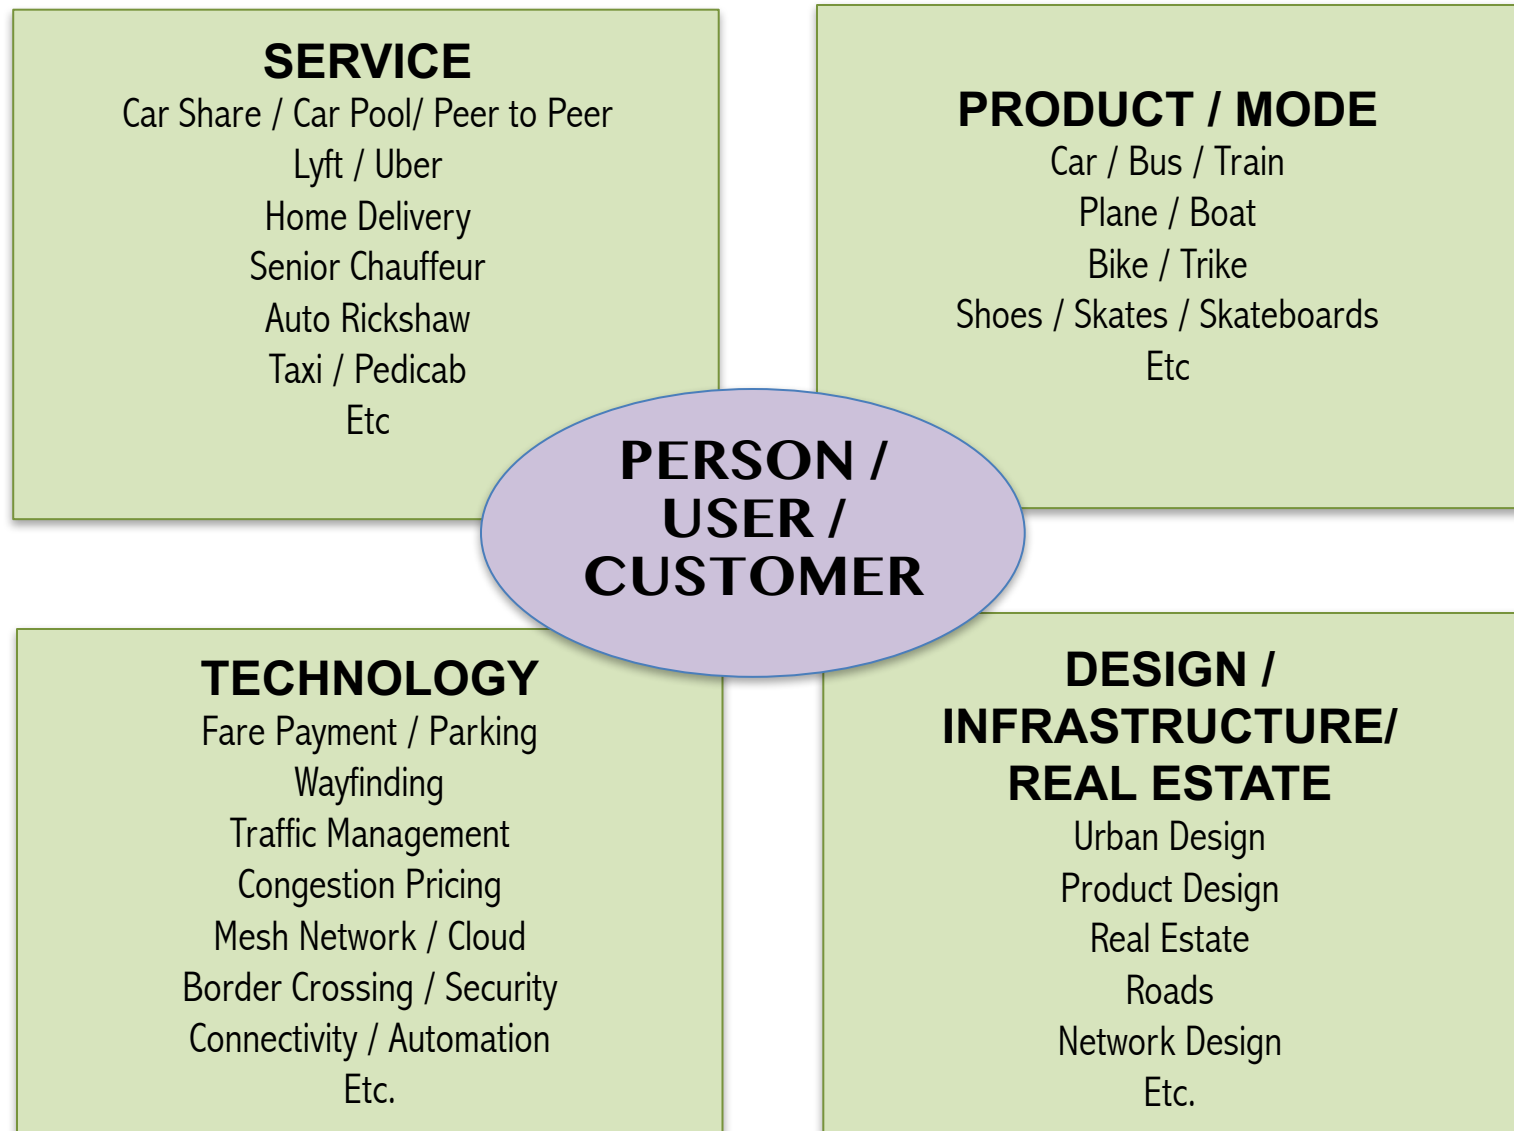 SERVICE
Car Share / Car Pool/ Peer to Peer
Lyft / Uber
Home Delivery
Senior Chauffeur
Auto Rickshaw
Taxi / Pedicab
Etc
PRODUCT / MODE
Car / Bus / Train
Plane / Boat
Bike / Trike
Shoes / Skates / Skateboards
Etc
PERSON /
USER /
CUSTOMER
TECHNOLOGY
Fare Payment / Parking
Wayfinding
Traffic Management
Congestion Pricing
Mesh Network / Cloud
Border Crossing / Security
Connectivity / Automation
Etc.
DESIGN /
INFRASTRUCTURE/
REAL ESTATE
Urban Design
Product Design
Real Estate
Roads
Network Design
Etc.